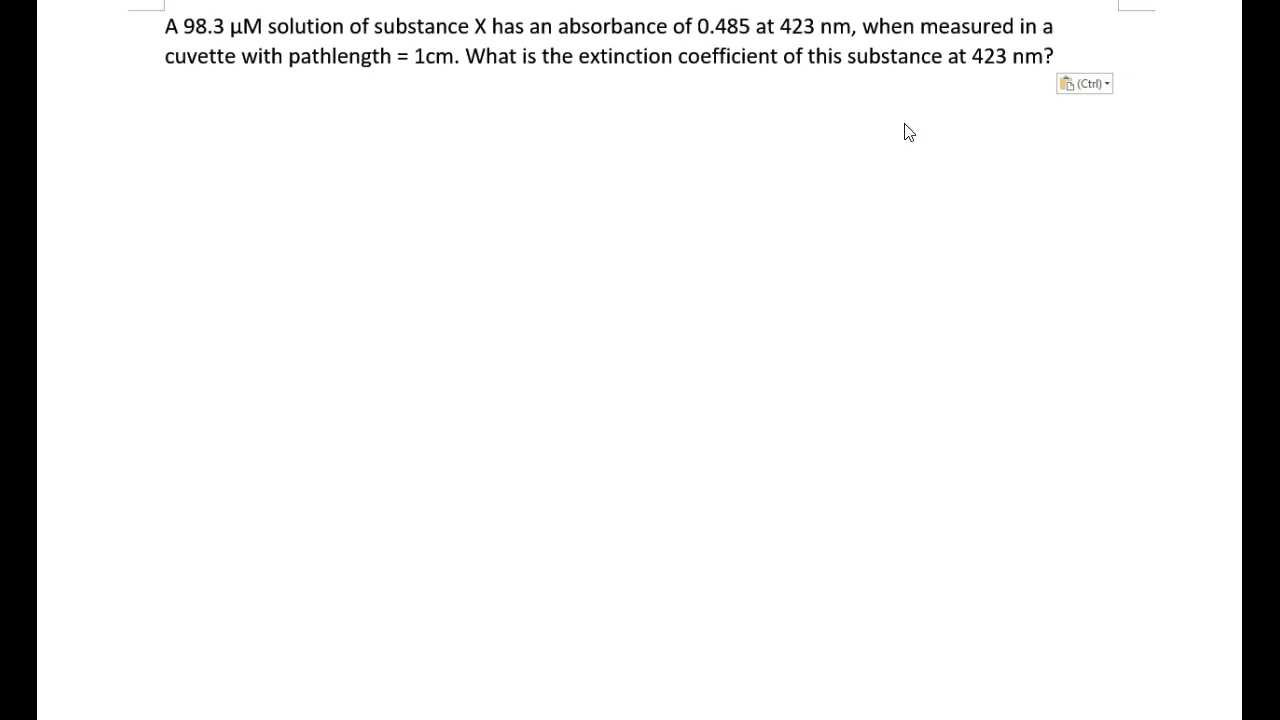 A 98.3 µM solution of substance X has an absorbance of 0.485 at 423 nm, when measured in a
cuvette with pathlength = 1cm. What is the extinction coefficient of this substance at 423 nm?
(Ctrl)